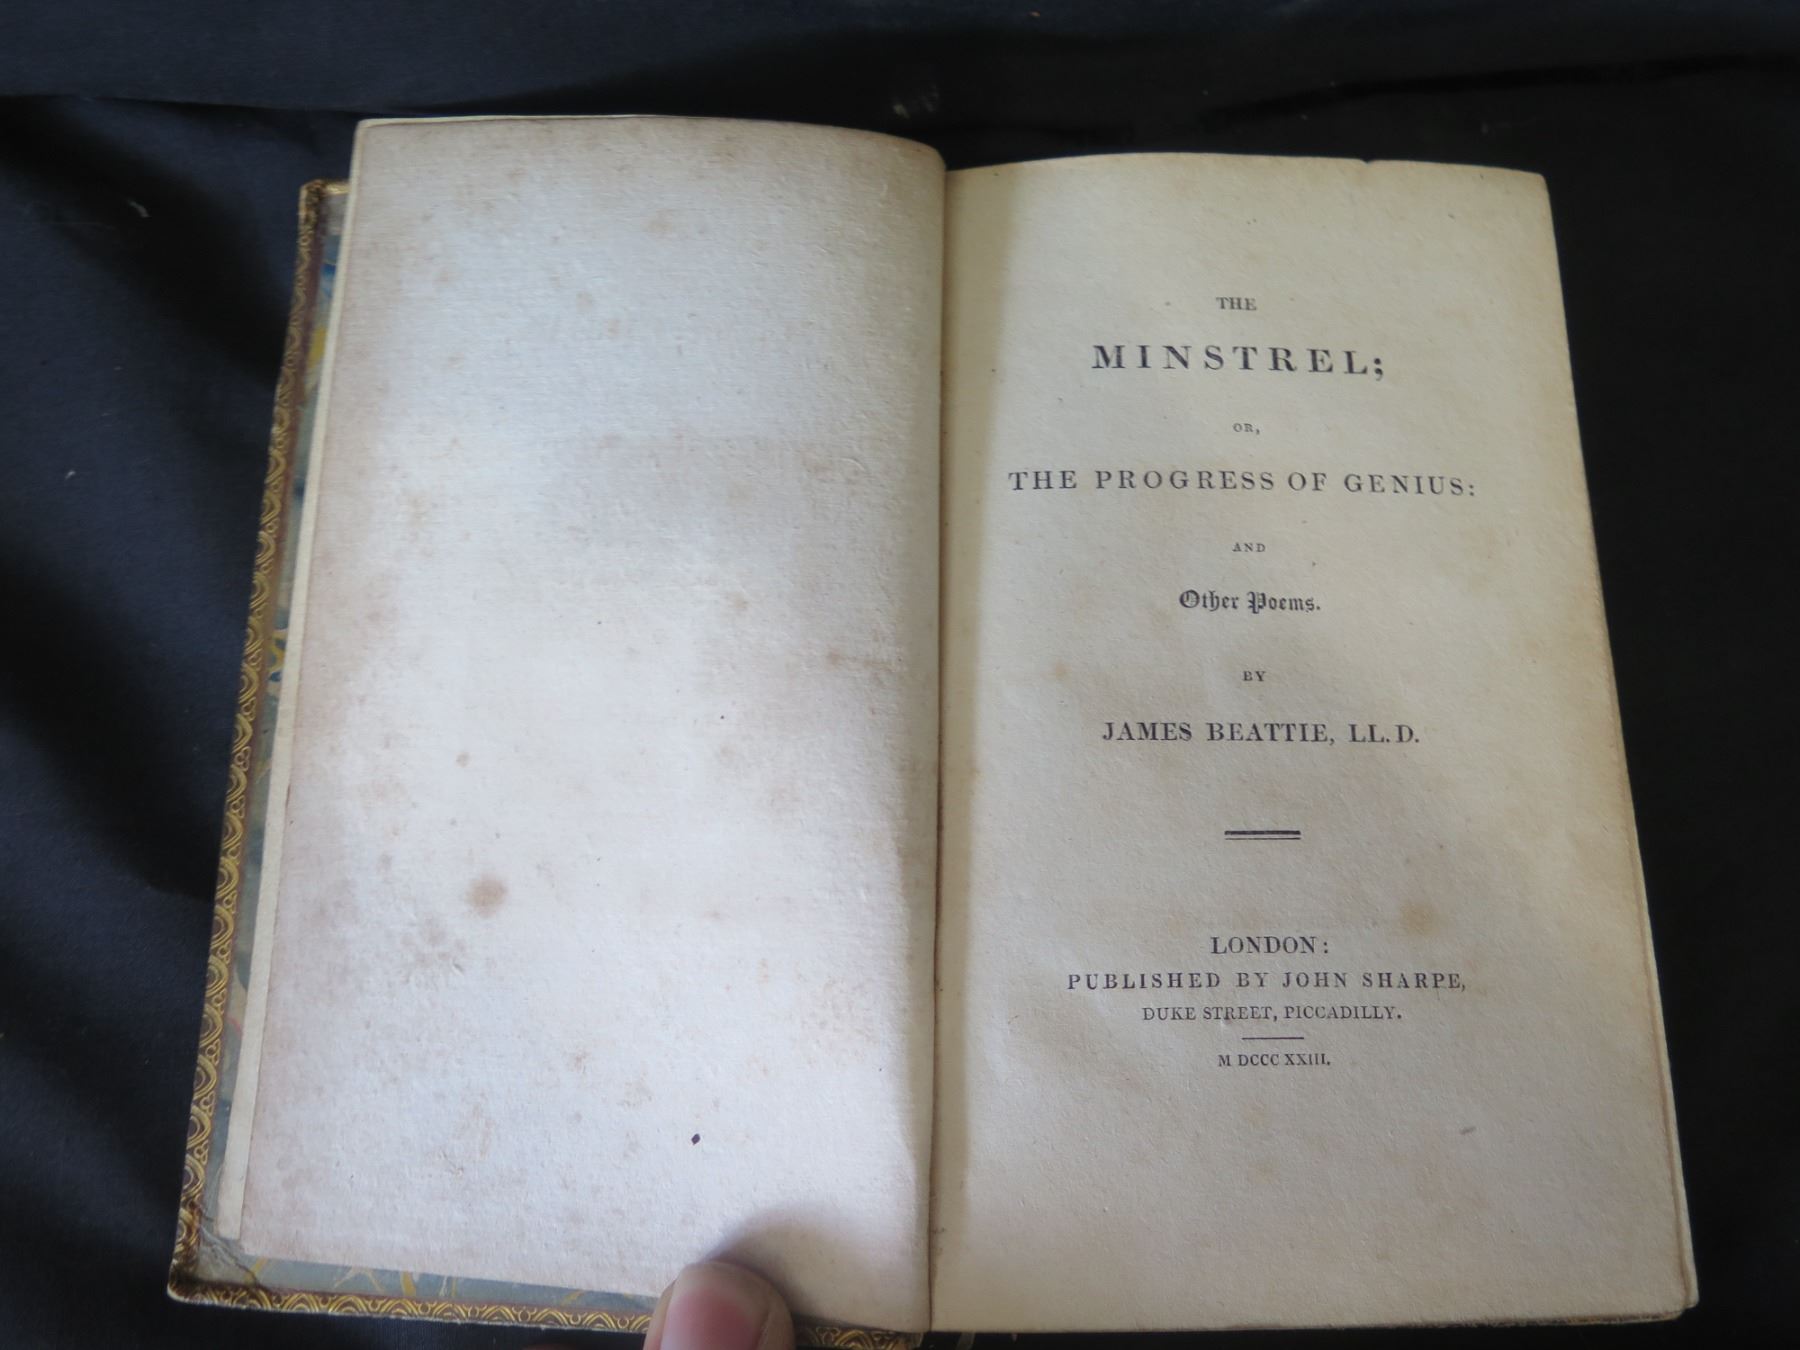 THE
MINSTREL;
OR,
THE PROGRESS OF GENIUS:
AND
Other Poems.
BY
JAMES BEATTIE, LL. D.
LONDON:
PUBLISHED BY JOHN SHARPE,
DUKE STREET, PICCADILLY.
M DCCC XXIII.